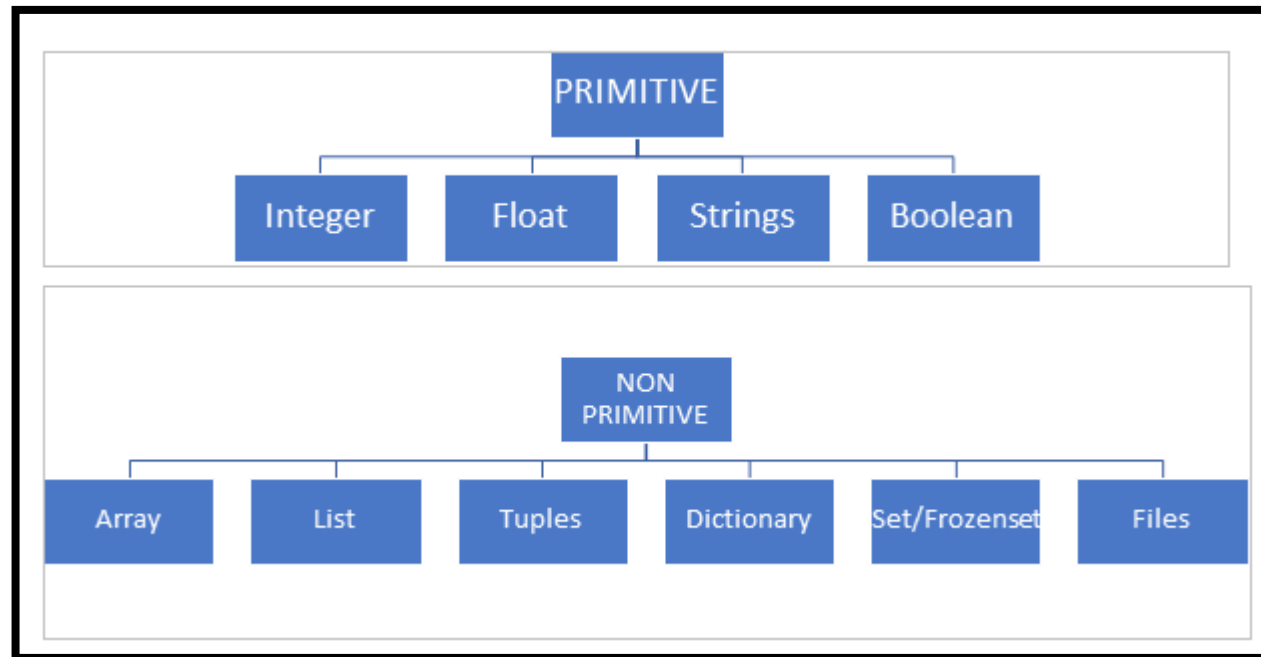 PRIMITIVE
Integer
Float
Strings
Boolean
NON
PRIMITIVE
Array
List
Tuples
Dictionary
Set/Frozenset
Files